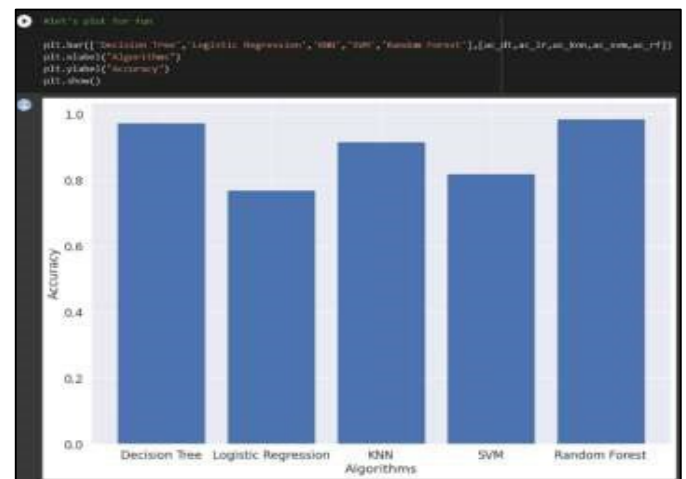 #let's plot for fun
plt.bar(['Decision Tree','Logistic Regression','KNN','SVM','Random Forest'],[ac_dt,ac_lr,ac_knn,ac_svm,ac_rf])
plt.xlabel("Algorithms")
plt.ylabel("Accuracy")
plt.show()
1.0
0.8
0.6
0.4
0.2
0.0
Accuracy
Decision Tree Logistic Regression KNN SVM Random Forest
Algorithms